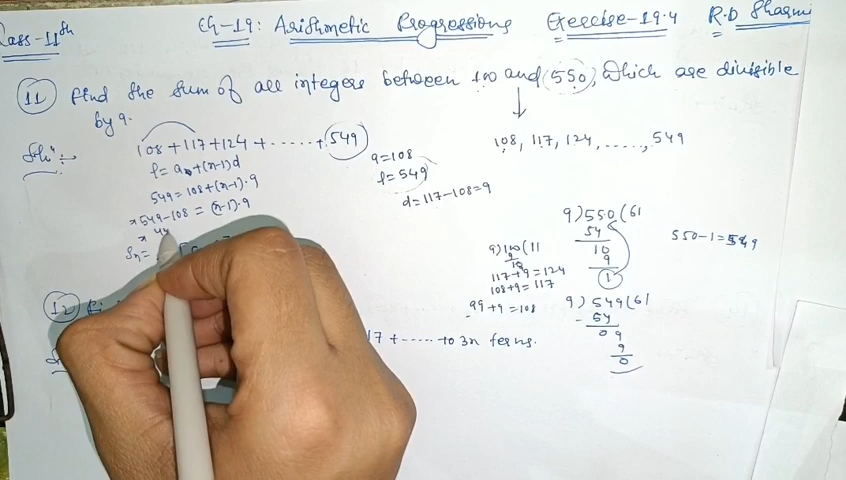 Class-11th Ch-19: Arithmetic Progressions Exercise-19.4 R.D Sharma
11 Find the sum of all integers between 100 and 550, which are divisible
by 9.
Soln:-
108+117+124+......+549
l=an+(n-1)d
549=108+(n-1).9
549-108=(n-1).9
44
Sn=
a=108
l=549
d=117-108=9
108, 117, 124, ......, 549
9)550(61
54
10
9
1
550-1=549
9)100(11
9
10
117+9=124
108+9=117
99+9=108
9)549(61
-54
09
9
0
12
17+.....to 3n terms.